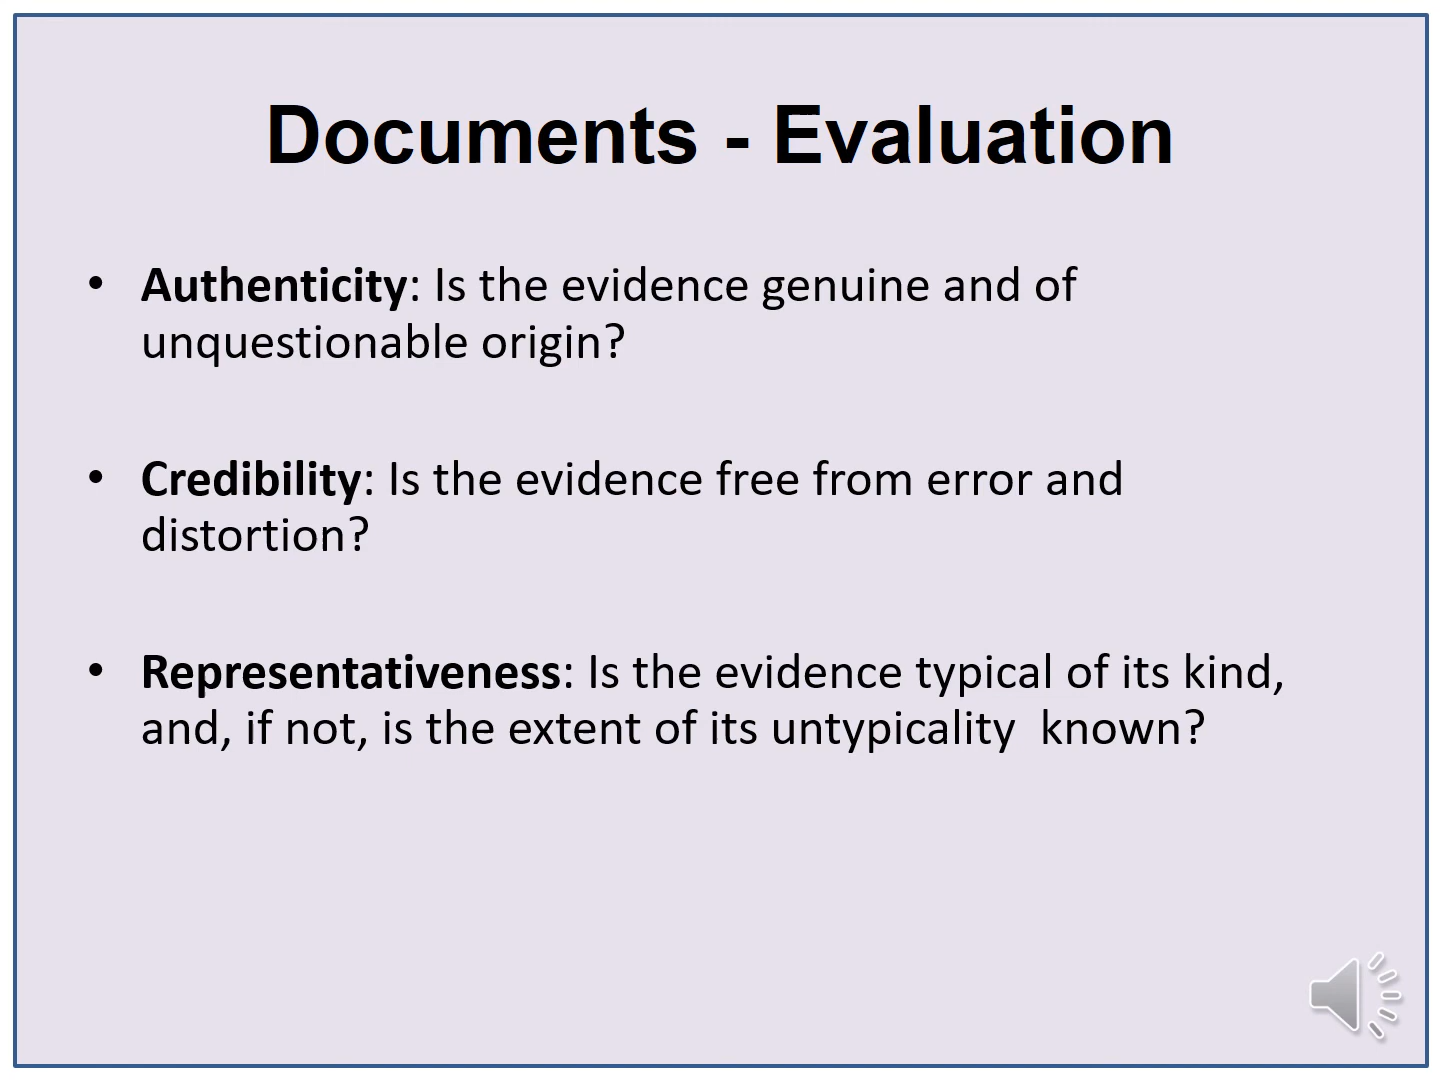 Documents - Evaluation
• Authenticity: Is the evidence genuine and of
unquestionable origin?
• Credibility: Is the evidence free from error and
distortion?
• Representativeness: Is the evidence typical of its kind,
and, if not, is the extent of its untypicality  known?